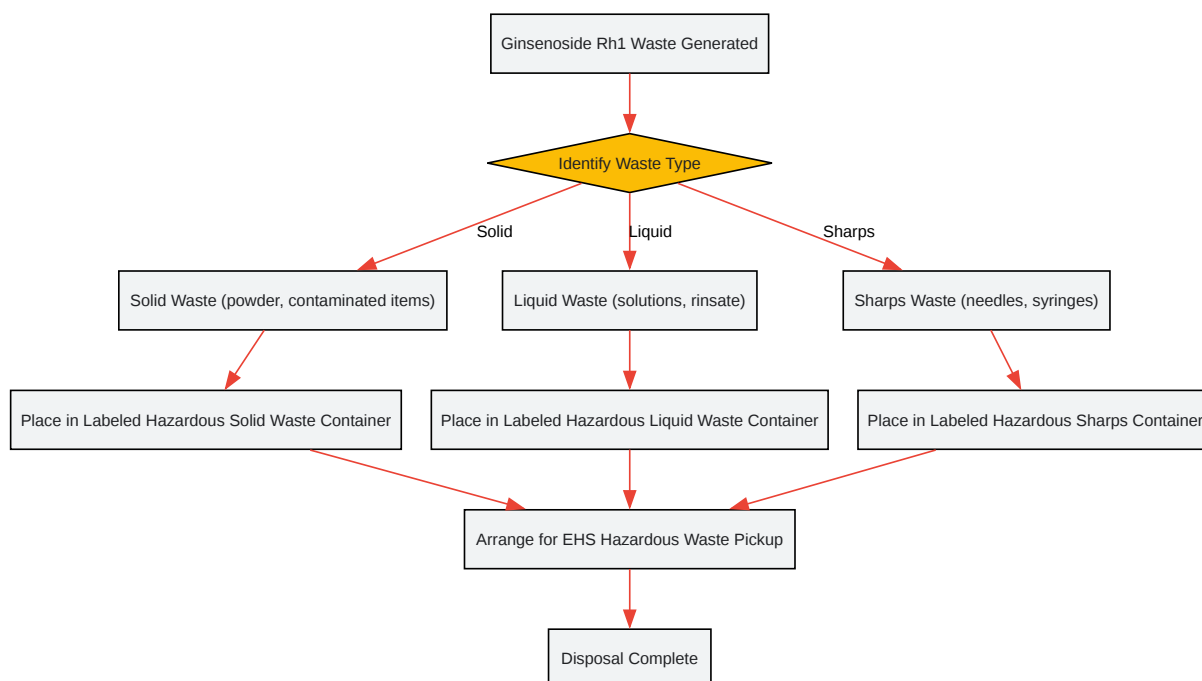 Ginsenoside Rh1 Waste Generated
Identify Waste Type
Solid
Liquid
Sharps
Solid Waste (powder, contaminated items)
Liquid Waste (solutions, rinsate)
Sharps Waste (needles, syringes)
Place in Labeled Hazardous Solid Waste Container
Place in Labeled Hazardous Liquid Waste Container
Place in Labeled Hazardous Sharps Container
Arrange for EHS Hazardous Waste Pickup
Disposal Complete